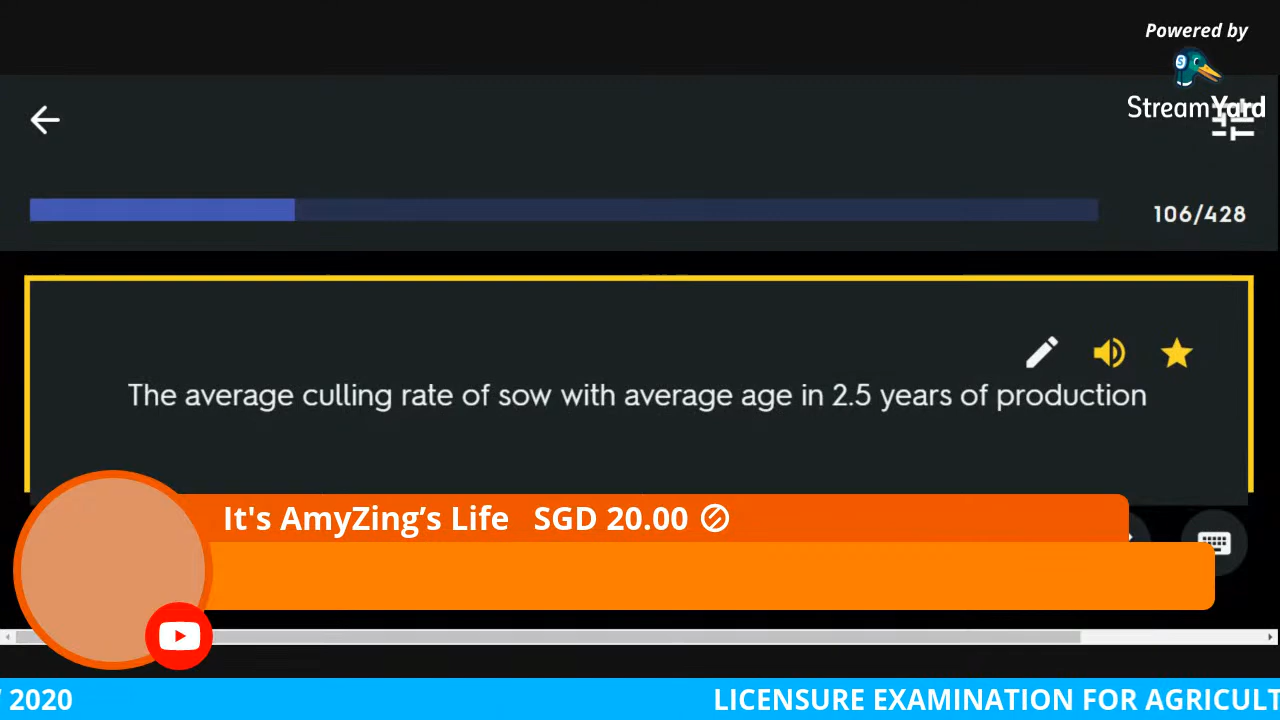 Powered by
StreamYard
106/428
The average culling rate of sow with average age in 2.5 years of production
It's AmyZing’s Life SGD 20.00
2020
LICENSURE EXAMINATION FOR AGRICULT